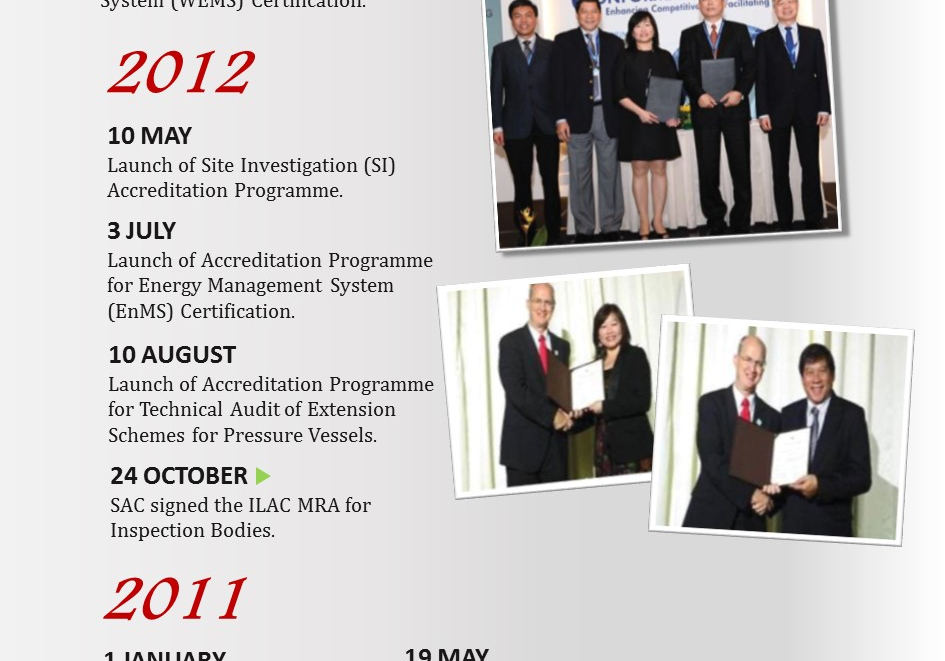 System (WEMS) Certification.
Enhancing Competitive
Facilitating
2012
10 MAY
Launch of Site Investigation (SI)
Accreditation Programme.
3 JULY
Launch of Accreditation Programme
for Energy Management System
(EnMS) Certification.
10 AUGUST
Launch of Accreditation Programme
for Technical Audit of Extension
Schemes for Pressure Vessels.
24 OCTOBER
SAC signed the ILAC MRA for
Inspection Bodies.
2011
1 JANUARY
19 MAY